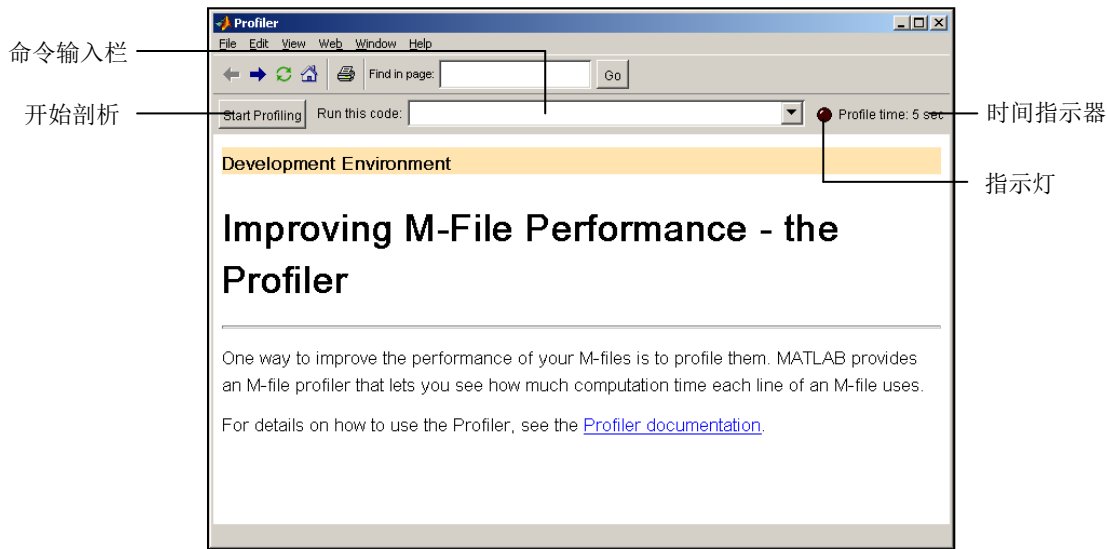 Profiler
File Edit View Web Window Help
命令输入栏
Find in page: Go
开始剖析
Start Profiling Run this code: Profile time: 5 sec
时间指示器
指示灯
Development Environment
Improving M-File Performance - the
Profiler
One way to improve the performance of your M-files is to profile them. MATLAB provides
an M-file profiler that lets you see how much computation time each line of an M-file uses.
For details on how to use the Profiler, see the Profiler documentation.